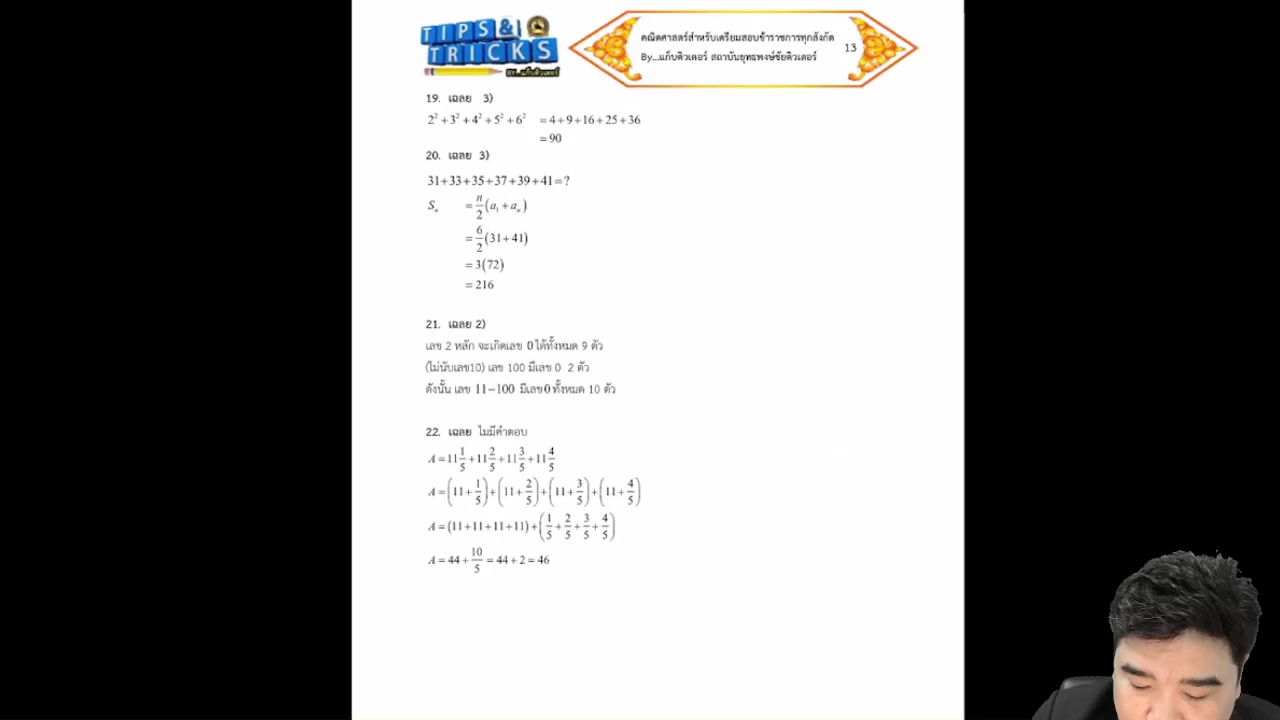 TIPS &
TRICKS
BY...แก๊บติวเตอร์
คณิตศาสตร์สำหรับเตรียมสอบข้าราชการทุกสังกัด
By...แก๊บติวเตอร์ สถาบันยุทธพงษ์ชัยติวเตอร์
13
19. เฉลย 3)
2² + 3² + 4² + 5² + 6² = 4 + 9 + 16 + 25 + 36
= 90
20. เฉลย 3)
31 + 33 + 35 + 37 + 39 + 41 = ?
Sₙ = n/2 (a₁ + aₙ)
= 6/2 (31 + 41)
= 3(72)
= 216
21. เฉลย 2)
เลข 2 หลัก จะเกิดเลข 0 ได้ทั้งหมด 9 ตัว
(ไม่นับเลข10) เลข 100 มีเลข 0 2 ตัว
ดังนั้น เลข 11 − 100 มีเลข 0 ทั้งหมด 10 ตัว
22. เฉลย ไม่มีคำตอบ
A = 11 1/5 + 11 2/5 + 11 3/5 + 11 4/5
A = (11 + 1/5) + (11 + 2/5) + (11 + 3/5) + (11 + 4/5)
A = (11 + 11 + 11 + 11) + (1/5 + 2/5 + 3/5 + 4/5)
A = 44 + 10/5 = 44 + 2 = 46